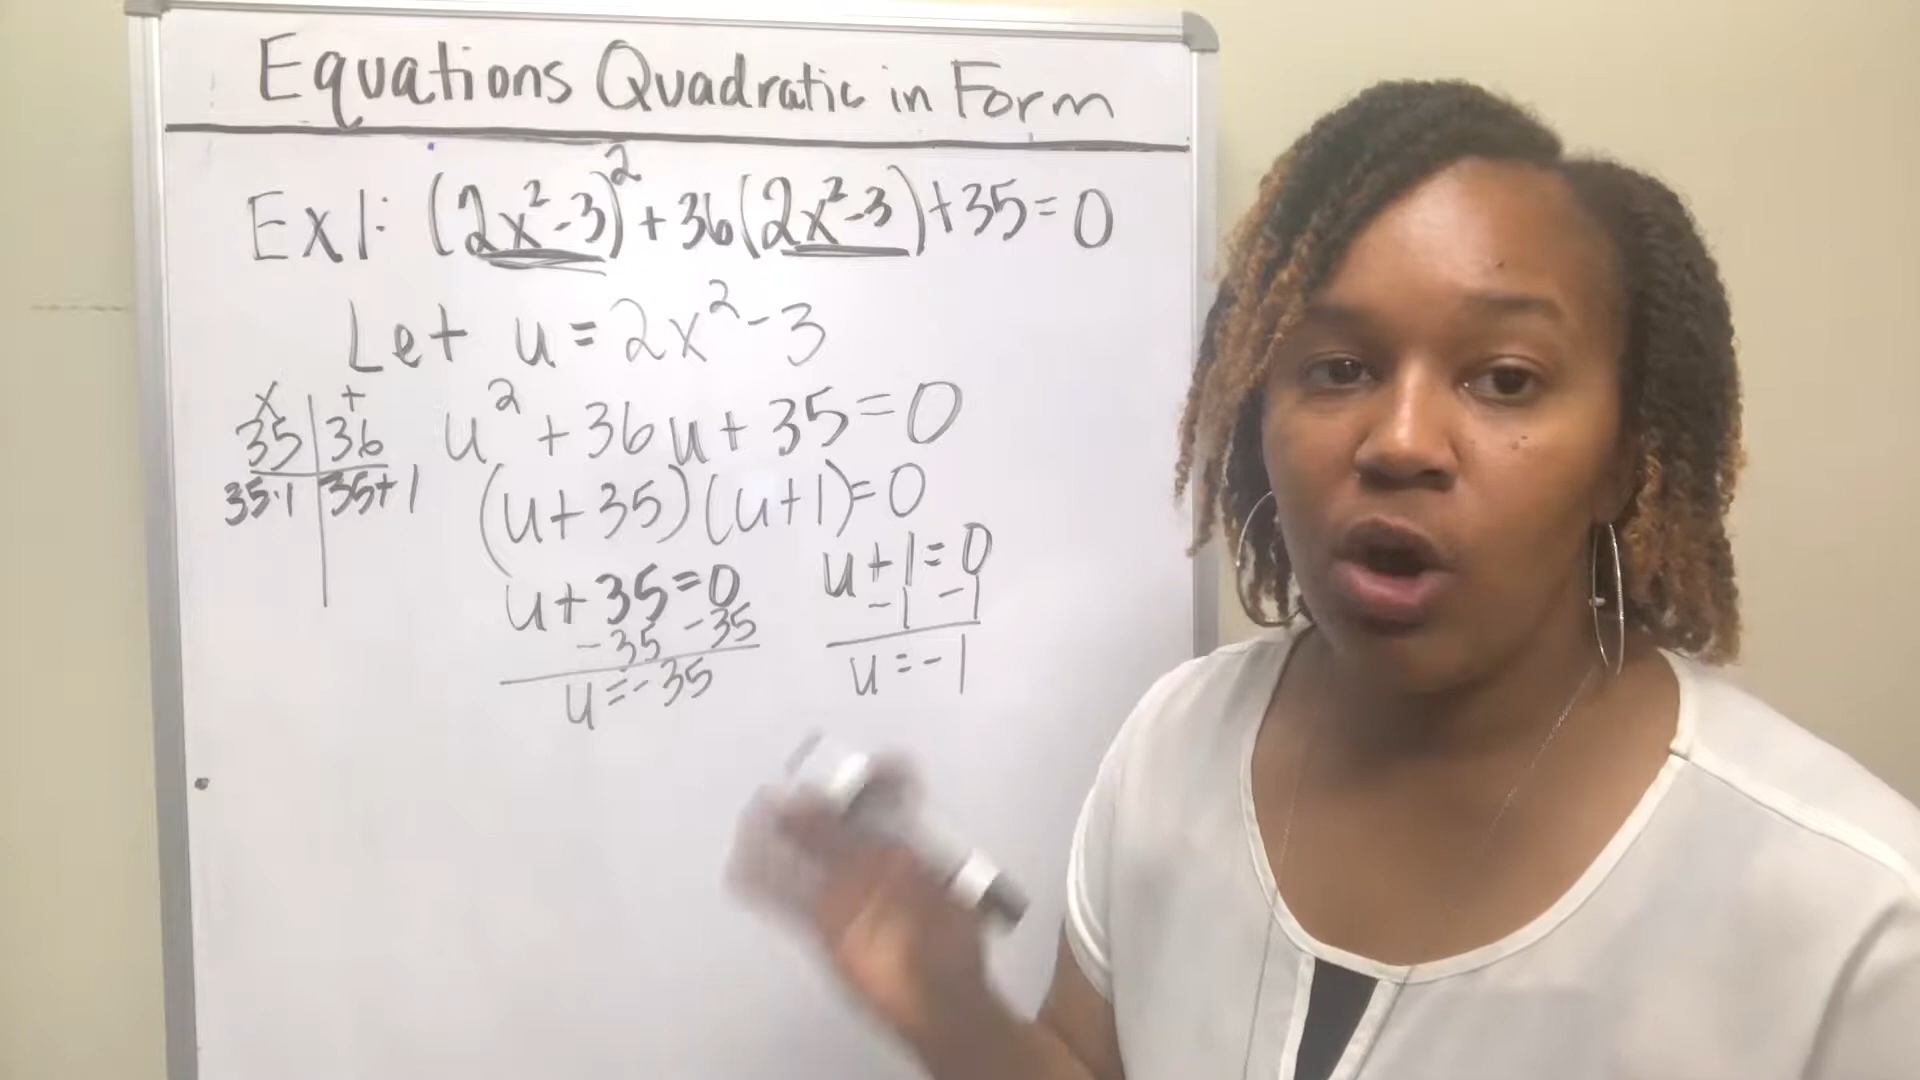 Equations Quadratic in Form
Ex 1: (2x²-3)² + 36(2x²-3) + 35 = 0
Let u = 2x² - 3
x +
35 | 36 u² + 36u + 35 = 0
35·1 | 35+1 (u + 35)(u+1) = 0
u + 35 = 0 u + 1 = 0
-35 -35 -1 -1
u = -35 u = -1